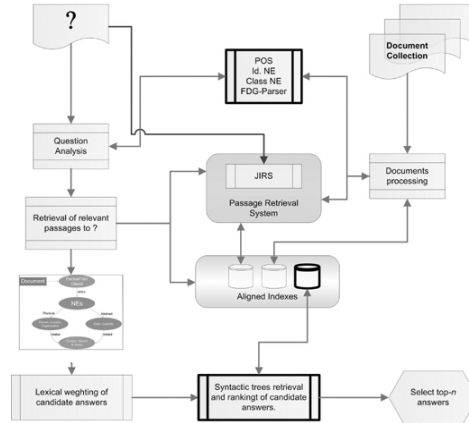 ?
Document
Collection
POS
Id. NE
Class NE
FDG-Parser
Question
Analysis
JIRS
Passage Retrieval
System
Documents
processing
Retrieval of relevant
passages to ?
Document
NEs
Aligned Indexes
Lexical weghting of
candidate answers
Syntactic trees retrieval
and ranking of candidate
answers.
Select top-n
answers